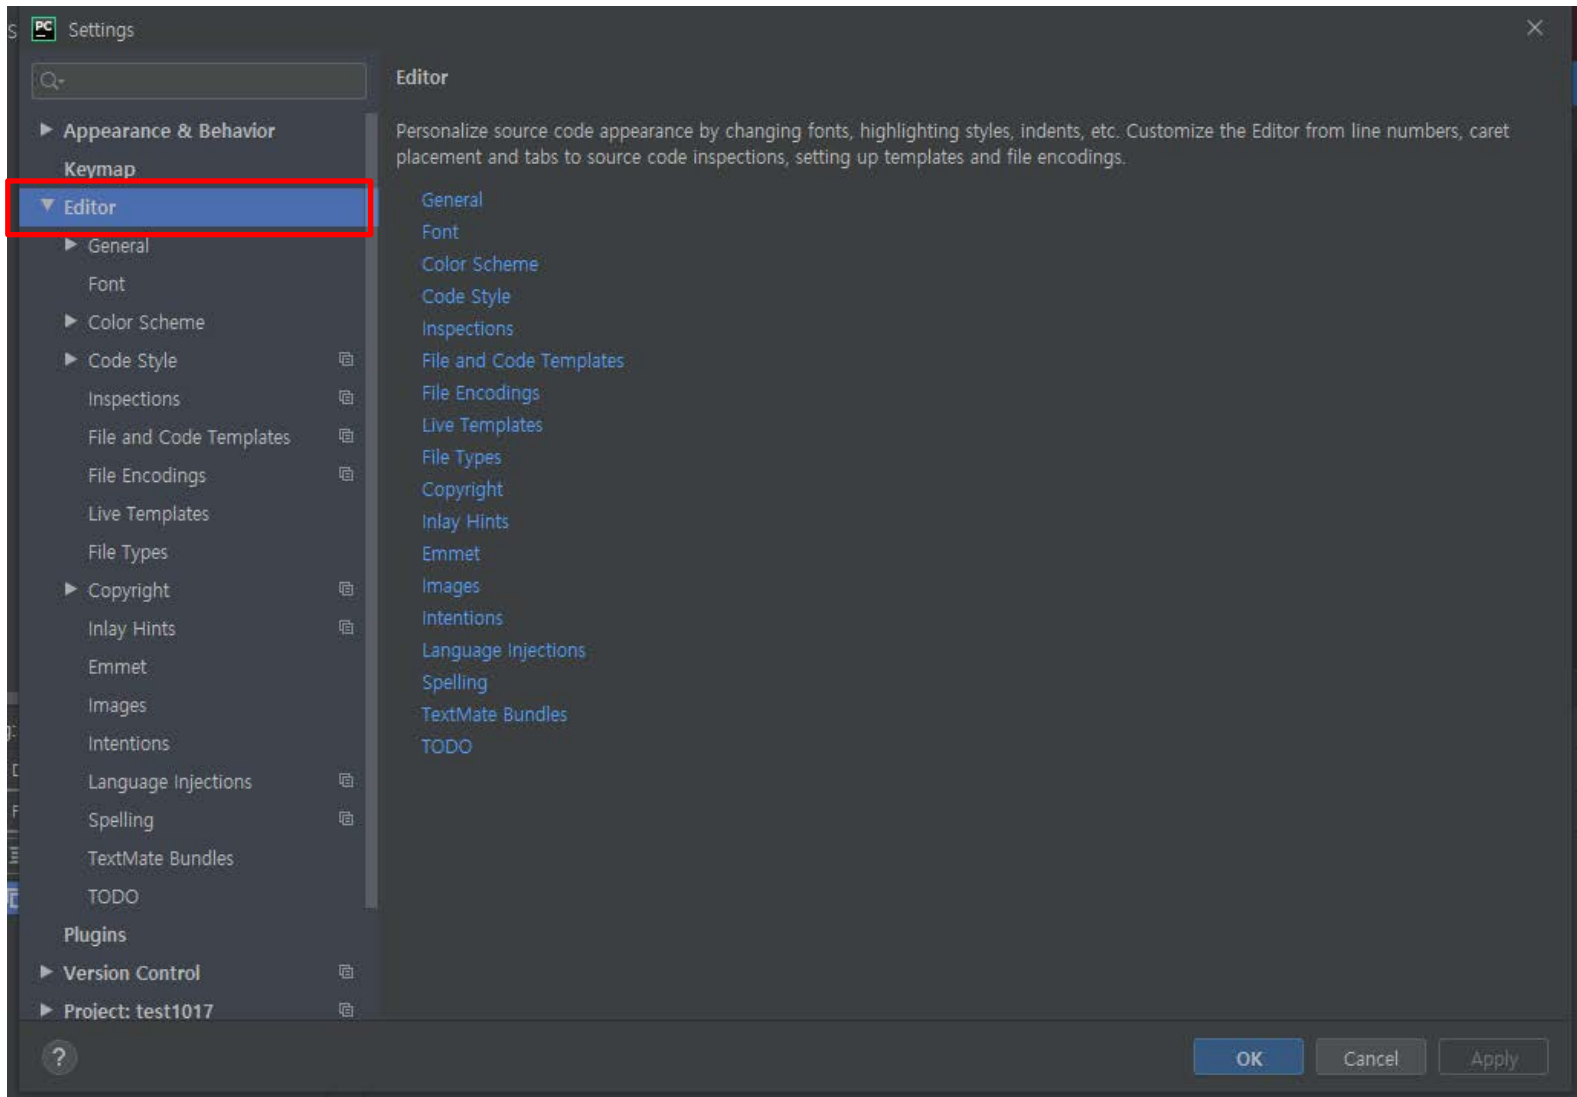 PC Settings
Appearance & Behavior
Keymap
Editor
General
Font
Color Scheme
Code Style
Inspections
File and Code Templates
File Encodings
Live Templates
File Types
Copyright
Inlay Hints
Emmet
Images
Intentions
Language Injections
Spelling
TextMate Bundles
TODO
Plugins
Version Control
Project: test1017
Editor
Personalize source code appearance by changing fonts, highlighting styles, indents, etc. Customize the Editor from line numbers, caret
placement and tabs to source code inspections, setting up templates and file encodings.
General
Font
Color Scheme
Code Style
Inspections
File and Code Templates
File Encodings
Live Templates
File Types
Copyright
Inlay Hints
Emmet
Images
Intentions
Language Injections
Spelling
TextMate Bundles
TODO
?
OK Cancel Apply